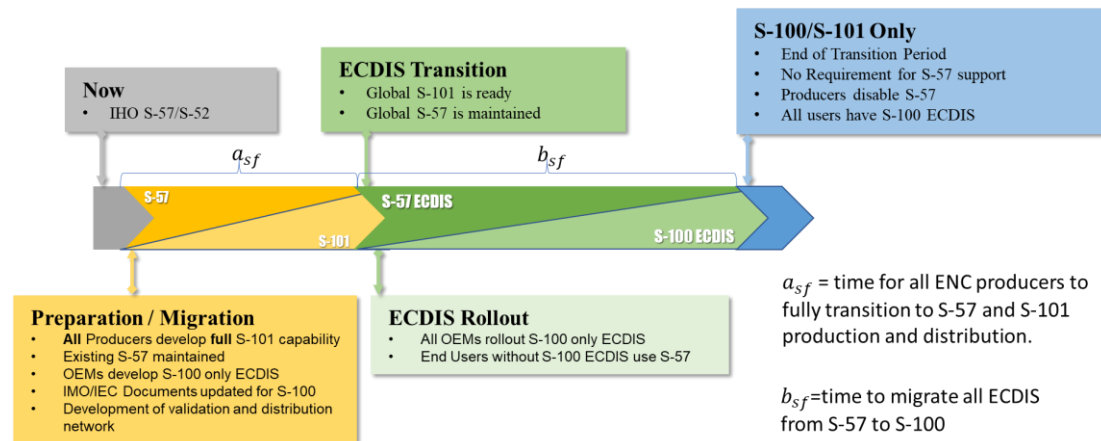 Now
• IHO S-57/S-52
ECDIS Transition
• Global S-101 is ready
• Global S-57 is maintained
S-100/S-101 Only
• End of Transition Period
• No Requirement for S-57 support
• Producers disable S-57
• All users have S-100 ECDIS
a_sf
b_sf
S-57
S-101
S-57 ECDIS
S-100 ECDIS
Preparation / Migration
• All Producers develop full S-101 capability
• Existing S-57 maintained
• OEMs develop S-100 only ECDIS
• IMO/IEC Documents updated for S-100
• Development of validation and distribution
network
ECDIS Rollout
• All OEMs rollout S-100 only ECDIS
• End Users without S-100 ECDIS use S-57
a_sf = time for all ENC producers to
fully transition to S-57 and S-101
production and distribution.
b_sf=time to migrate all ECDIS
from S-57 to S-100